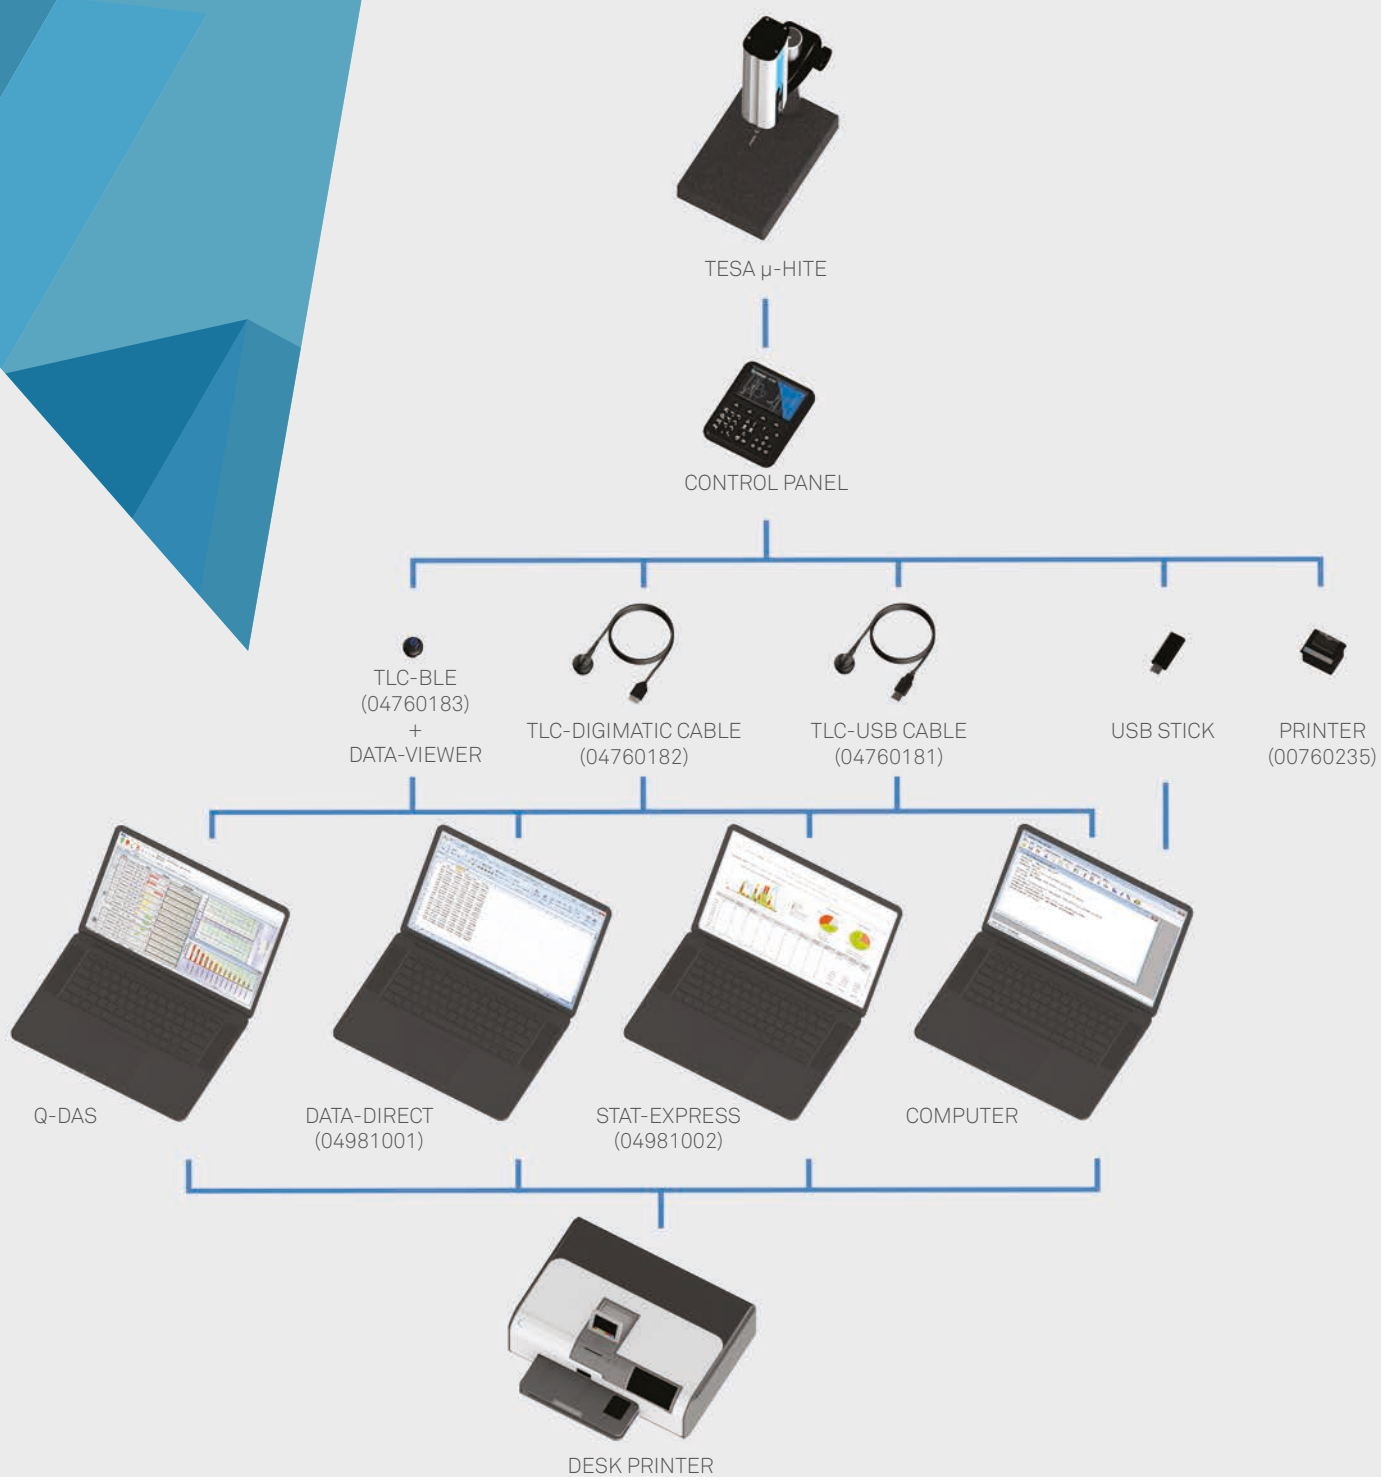 TESA µ-HITE
CONTROL PANEL
TLC-BLE
(04760183)
+
DATA-VIEWER
TLC-DIGIMATIC CABLE
(04760182)
TLC-USB CABLE
(04760181)
USB STICK
PRINTER
(00760235)
Q-DAS
DATA-DIRECT
(04981001)
STAT-EXPRESS
(04981002)
COMPUTER
DESK PRINTER